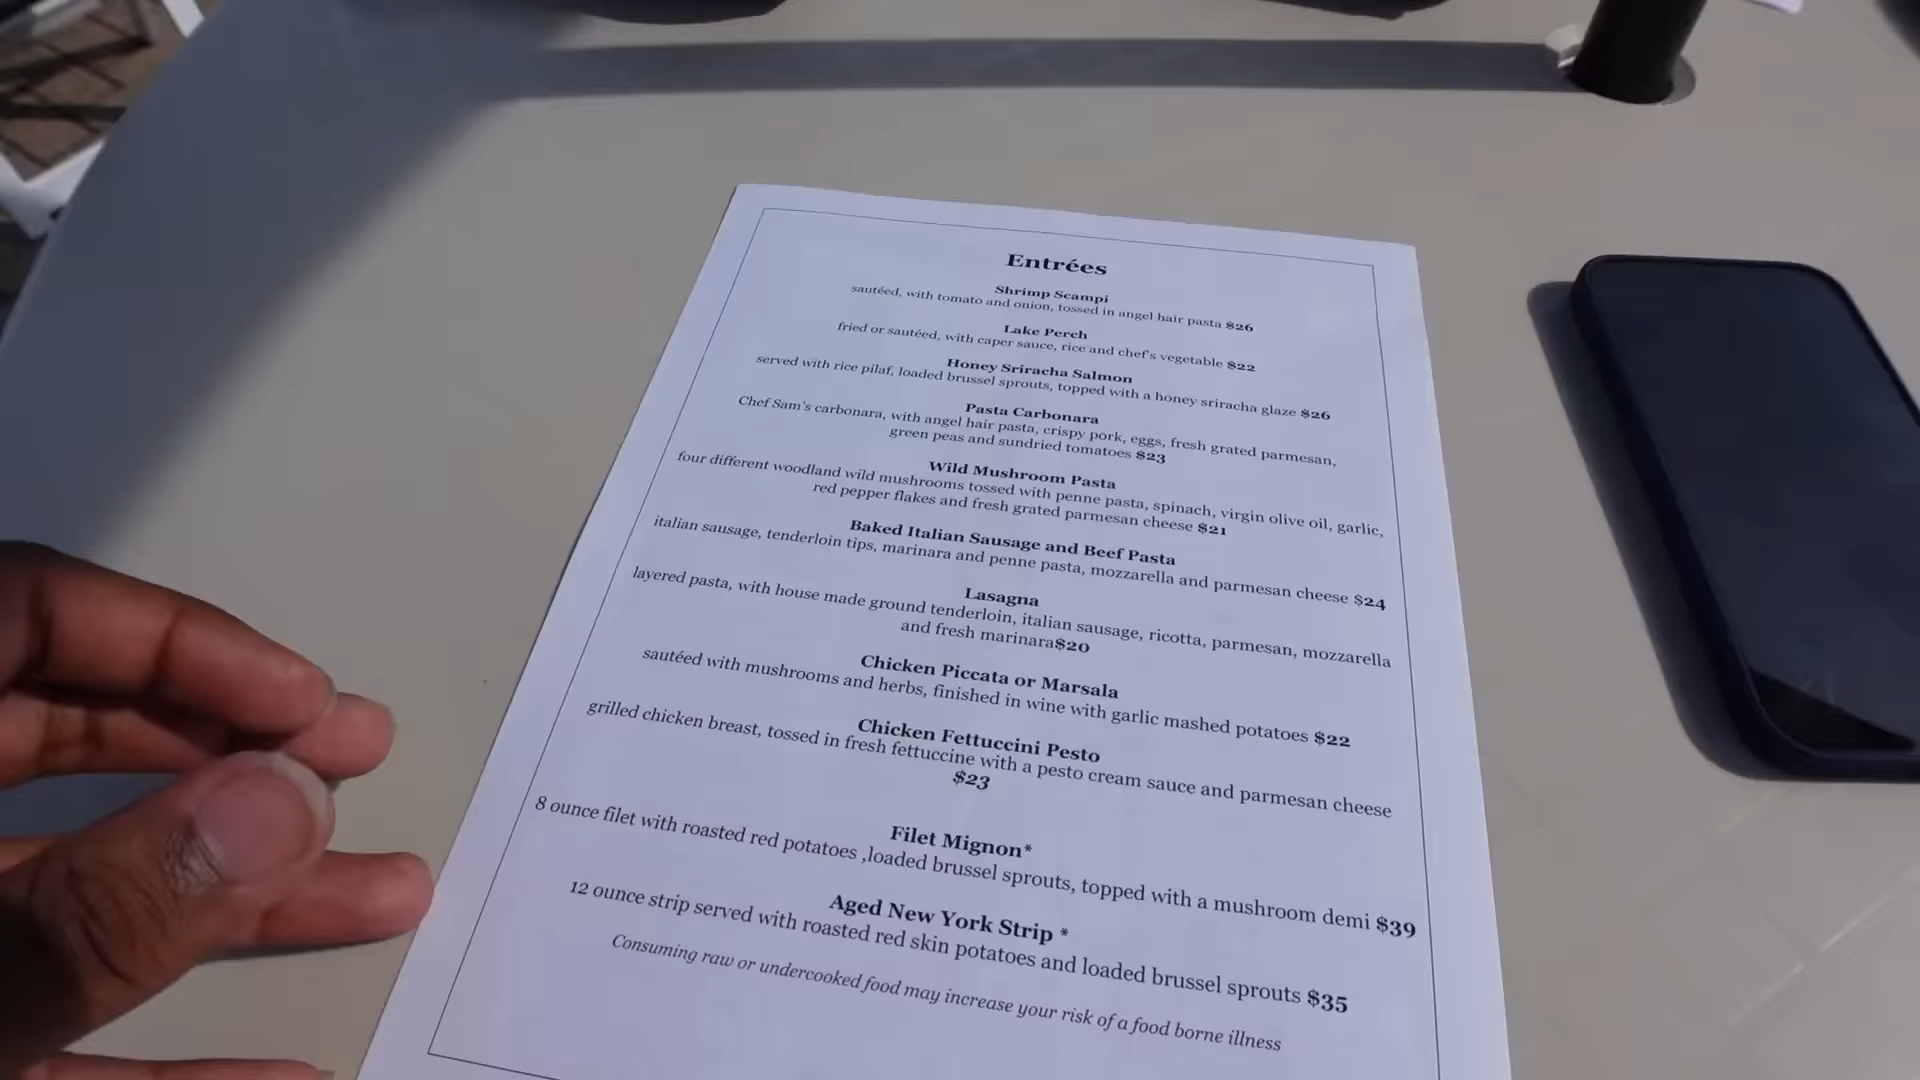 Entrées
Shrimp Scampi
sautéed, with tomato and onion, tossed in angel hair pasta $26
Lake Perch
fried or sautéed, with caper sauce, rice and chef's vegetable $22
Honey Sriracha Salmon
served with rice pilaf, loaded brussel sprouts, topped with a honey sriracha glaze $26
Pasta Carbonara
Chef Sam's carbonara, with angel hair pasta, crispy pork, eggs, fresh grated parmesan,
green peas and sundried tomatoes $23
Wild Mushroom Pasta
four different woodland wild mushrooms tossed with penne pasta, spinach, virgin olive oil, garlic,
red pepper flakes and fresh grated parmesan cheese $21
Baked Italian Sausage and Beef Pasta
italian sausage, tenderloin tips, marinara and penne pasta, mozzarella and parmesan cheese $24
Lasagna
layered pasta, with house made ground tenderloin, italian sausage, ricotta, parmesan, mozzarella
and fresh marinara$20
Chicken Piccata or Marsala
sautéed with mushrooms and herbs, finished in wine with garlic mashed potatoes $22
Chicken Fettuccini Pesto
grilled chicken breast, tossed in fresh fettuccine with a pesto cream sauce and parmesan cheese
$23
Filet Mignon*
8 ounce filet with roasted red potatoes ,loaded brussel sprouts, topped with a mushroom demi $39
Aged New York Strip *
12 ounce strip served with roasted red skin potatoes and loaded brussel sprouts $35
Consuming raw or undercooked food may increase your risk of a food borne illness